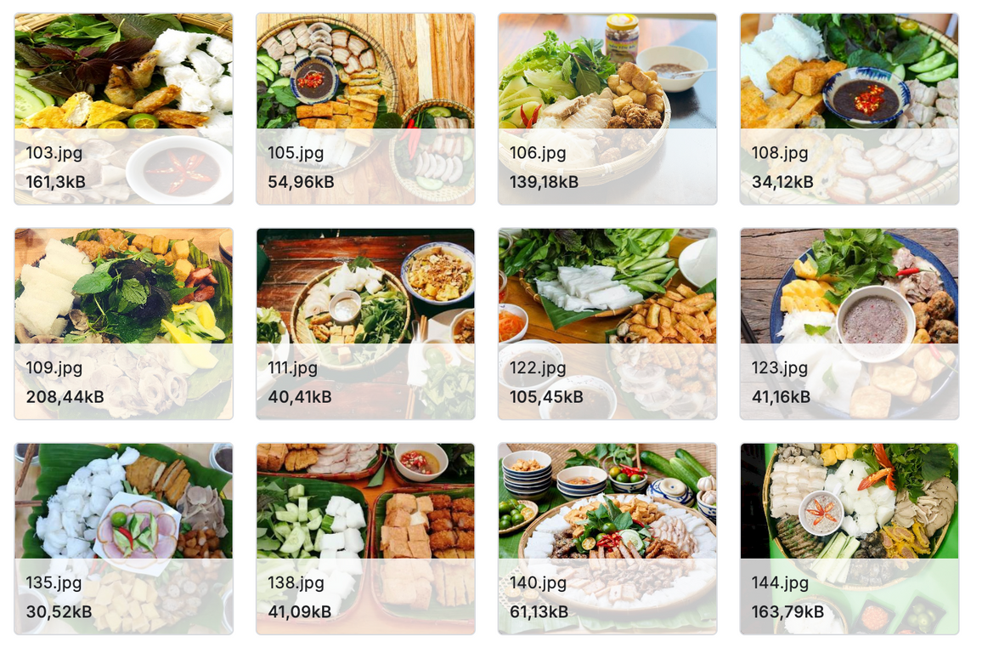 103.jpg
161,3kB
105.jpg
54,96kB
106.jpg
139,18kB
108.jpg
34,12kB
109.jpg
208,44kB
111.jpg
40,41kB
122.jpg
105,45kB
123.jpg
41,16kB
135.jpg
30,52kB
138.jpg
41,09kB
140.jpg
61,13kB
144.jpg
163,79kB